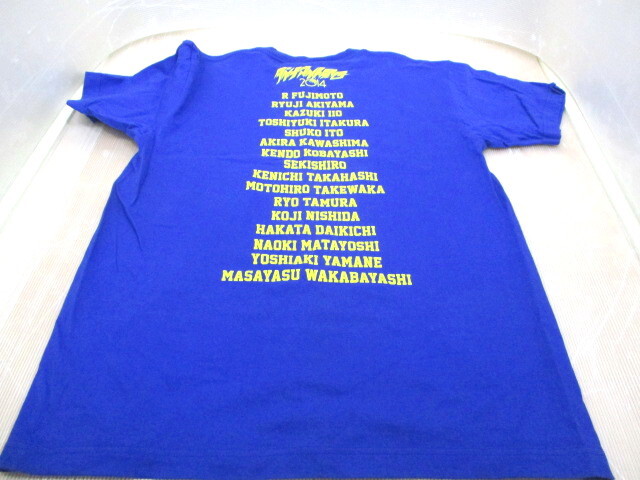 2014
R FUJIMOTO
RYUJI AKIYAMA
KAZUKI IIO
TOSHIYUKI ITAKURA
SHUKO ITO
AKIRA KAWASHIMA
KENDO KOBAYASHI
SEKISHIRO
KENICHI TAKAHASHI
MOTOHIRO TAKEWAKA
RYO TAMURA
KOJI NISHIDA
HAKATA DAIKICHI
NAOKI MATAYOSHI
YOSHIAKI YAMANE
MASAYASU WAKABAYASHI